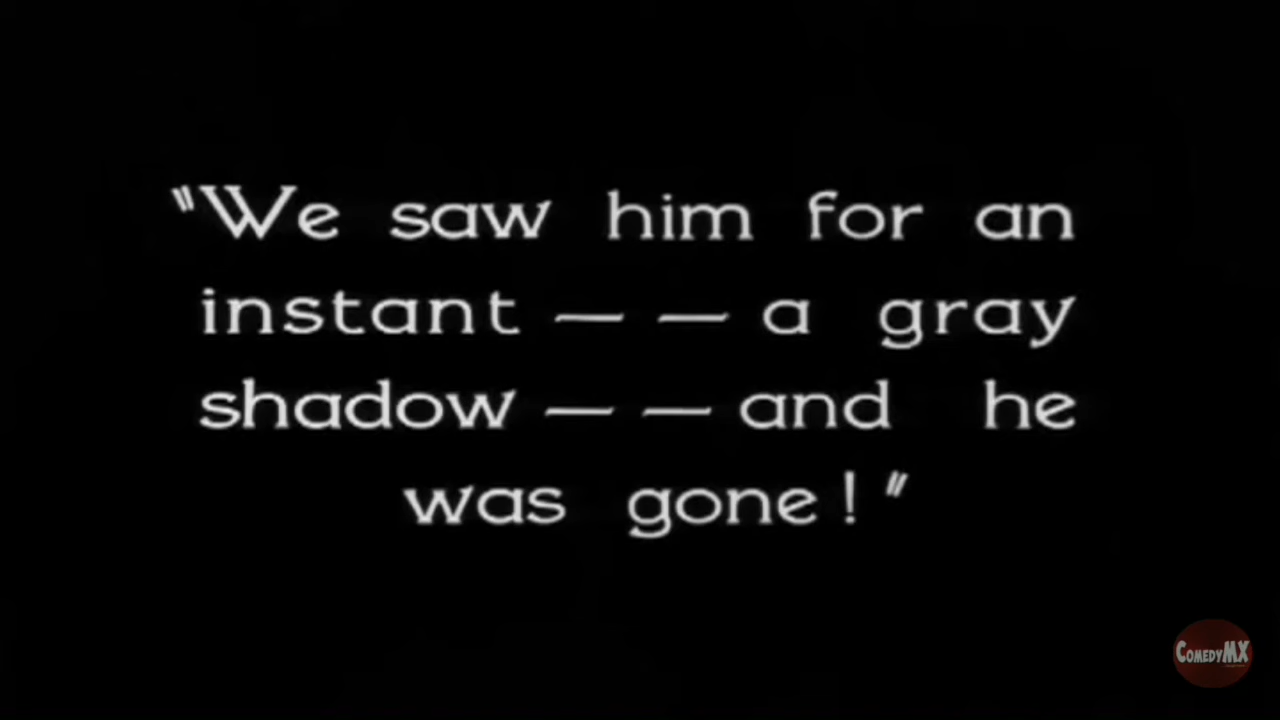 "We saw him for an
instant — — a gray
shadow — — and he
was gone!"
COMEDYMX